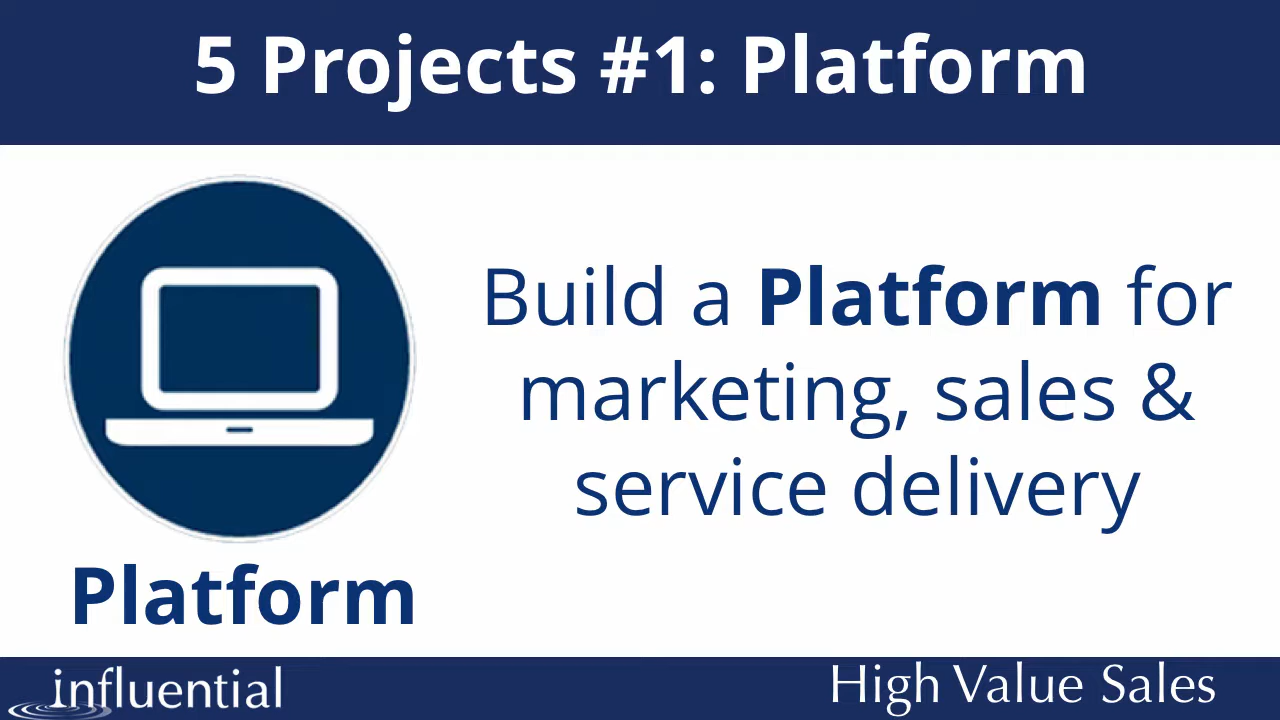 5 Projects #1: Platform
Build a Platform for
marketing, sales &
service delivery
Platform
influential
High Value Sales